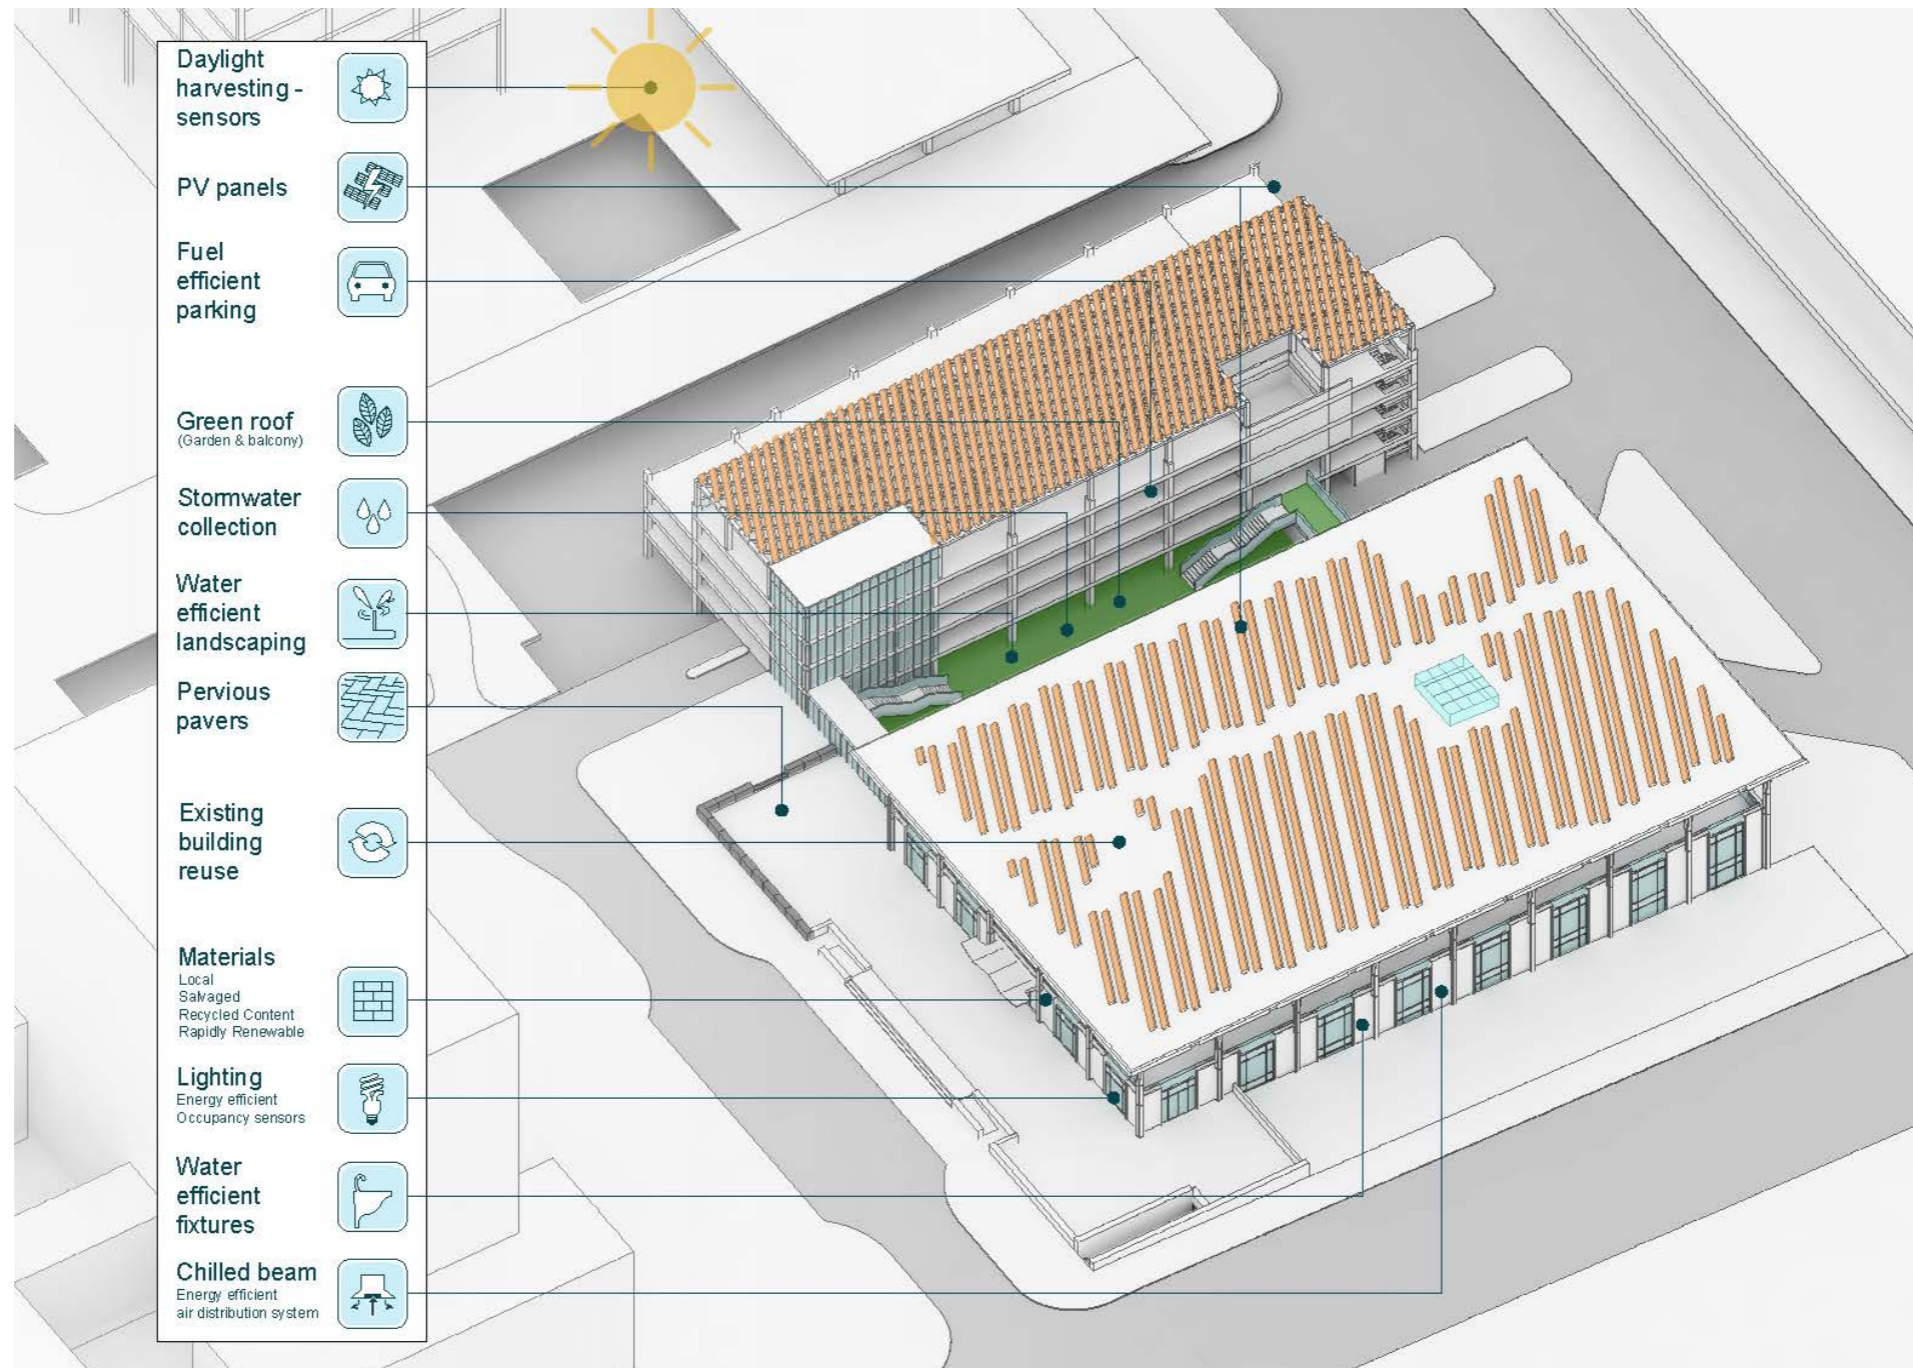 Daylight
harvesting -
sensors
PV panels
Fuel
efficient
parking
Green roof
(Garden & balcony)
Stormwater
collection
Water
efficient
landscaping
Pervious
pavers
Existing
building
reuse
Materials
Local
Salvaged
Recycled Content
Rapidly Renewable
Lighting
Energy efficient
Occupancy sensors
Water
efficient
fixtures
Chilled beam
Energy efficient
air distribution system